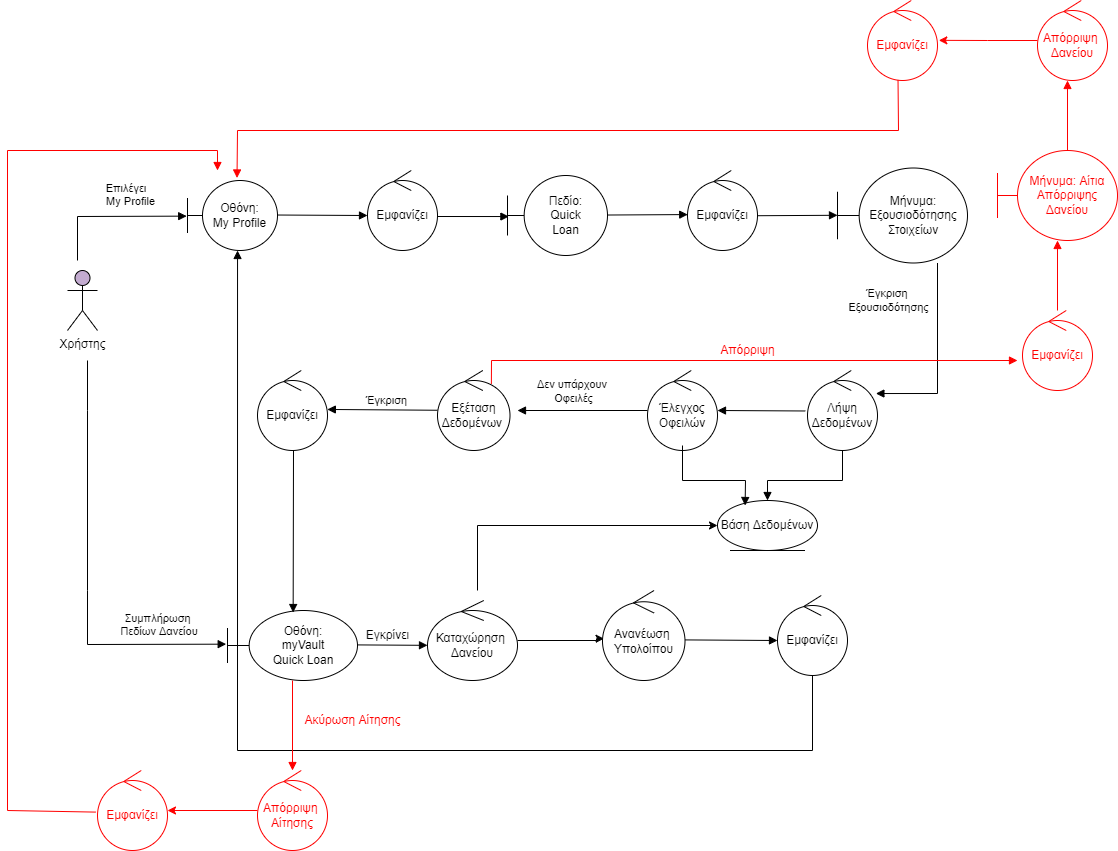 Εμφανίζει
Απόρριψη
Δανείου
Επιλέγει
My Profile
Οθόνη:
My Profile
Εμφανίζει
Πεδίο:
Quick
Loan
Εμφανίζει
Μήνυμα:
Εξουσιοδότησης
Στοιχείων
Μήνυμα: Αίτια
Απόρριψης
Δανείου
Έγκριση
Εξουσιοδότησης
Χρήστης
Απόρριψη
Εμφανίζει
Εμφανίζει
Έγκριση
Εξέταση
Δεδομένων
Δεν υπάρχουν
Οφειλές
Έλεγχος
Οφειλών
Λήψη
Δεδομένων
Βάση Δεδομένων
Συμπλήρωση
Πεδίων Δανείου
Οθόνη:
myVault
Quick Loan
Εγκρίνει
Καταχώρηση
Δανείου
Ανανέωση
Υπολοίπου
Εμφανίζει
Ακύρωση Αίτησης
Εμφανίζει
Απόρριψη
Αίτησης